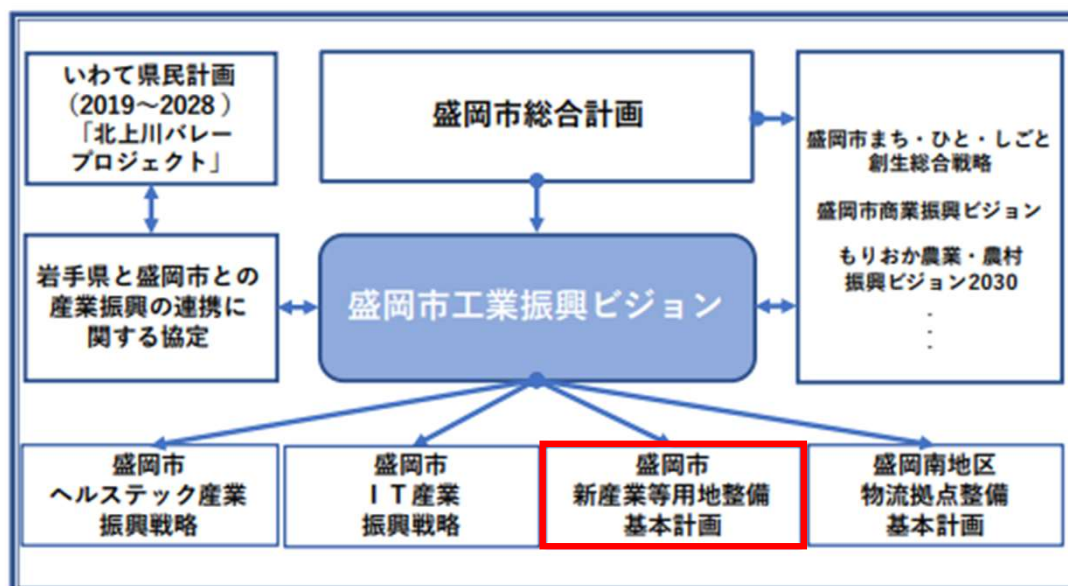 いわて県民計画
（2019～2028 ）
「北上川バレー
プロジェクト」
盛岡市総合計画
盛岡市まち・ひと・しごと
創生総合戦略
盛岡市商業振興ビジョン
もりおか農業・農村
振興ビジョン2030
・
・
・
岩手県と盛岡市との
産業振興の連携に
関する協定
盛岡市工業振興ビジョン
盛岡市
ヘルステック産業
振興戦略
盛岡市
ＩＴ産業
振興戦略
盛岡市
新産業等用地整備
基本計画
盛岡南地区
物流拠点整備
基本計画